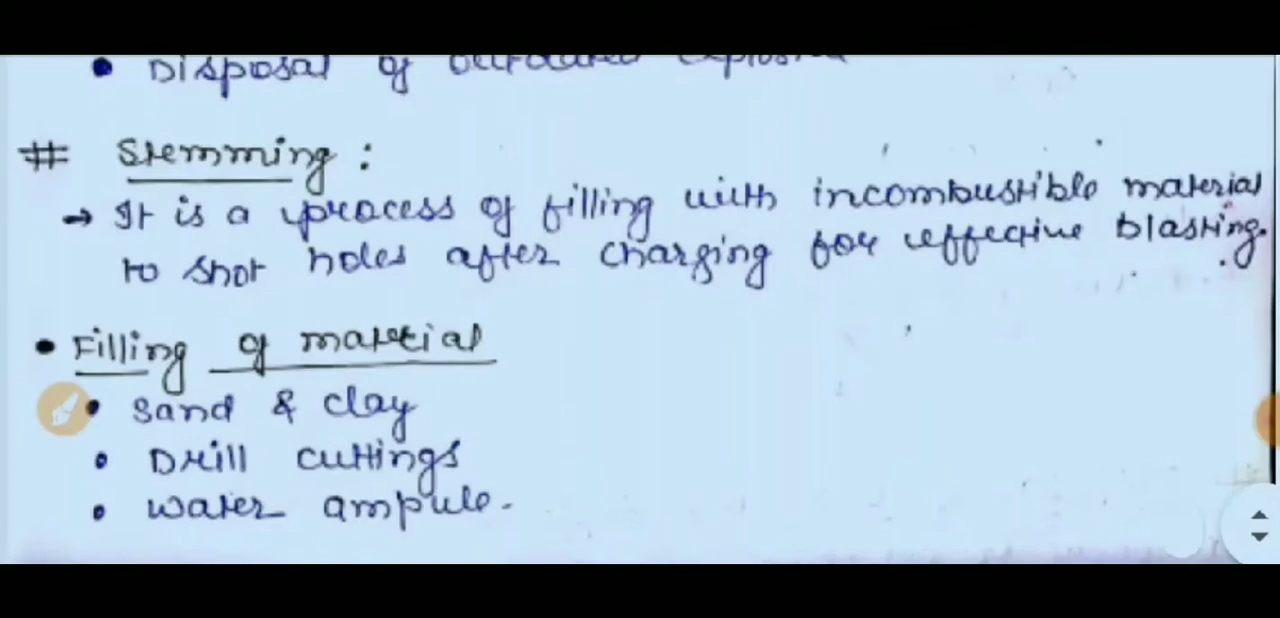 • Disposal of
# Stemming :
→ It is a process of filling with incombustible material
to shot holes after charging for effective blasting.
• Filling of material
• Sand & clay
• Drill cuttings
• Water ampule.